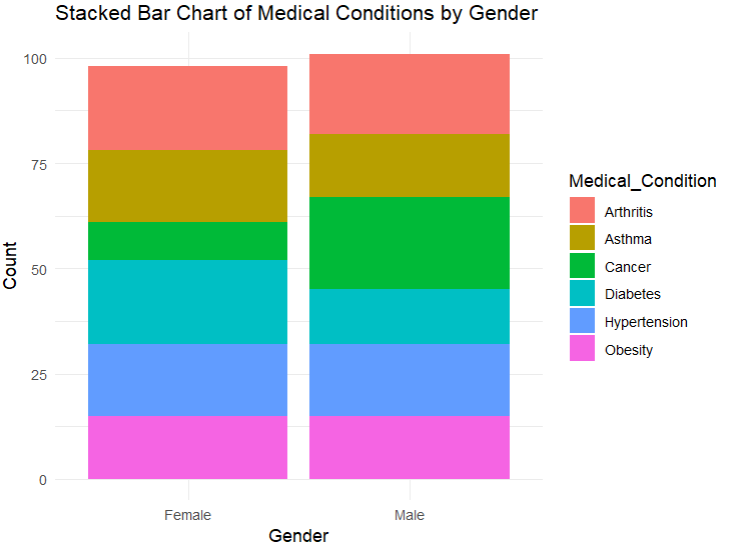 Stacked Bar Chart of Medical Conditions by Gender
100
75
50
25
0
Count
Female
Male
Gender
Medical_Condition
Arthritis
Asthma
Cancer
Diabetes
Hypertension
Obesity